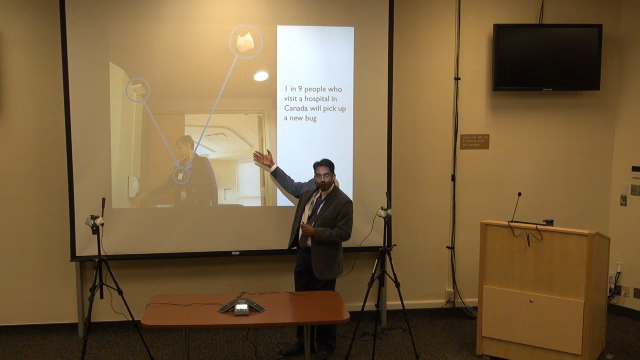 1 in 9 people who
visit a hospital in
Canada will pick up
a new bug